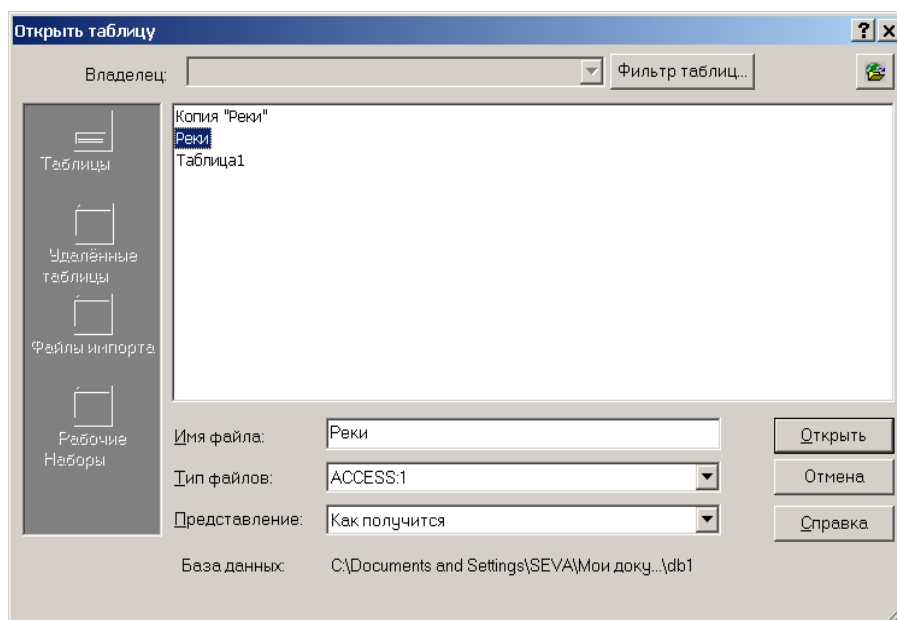 Открыть таблицу
Владелец:
Фильтр таблиц...
Таблицы
Удалённые
таблицы
Файлы импорта
Рабочие
Наборы
Копия "Реки"
Реки
Таблица1
Имя файла:
Реки
Открыть
Тип файлов:
ACCESS:1
Отмена
Представление:
Как получится
Справка
База данных:
C:\Documents and Settings\SEVA\Мои доку...\db1